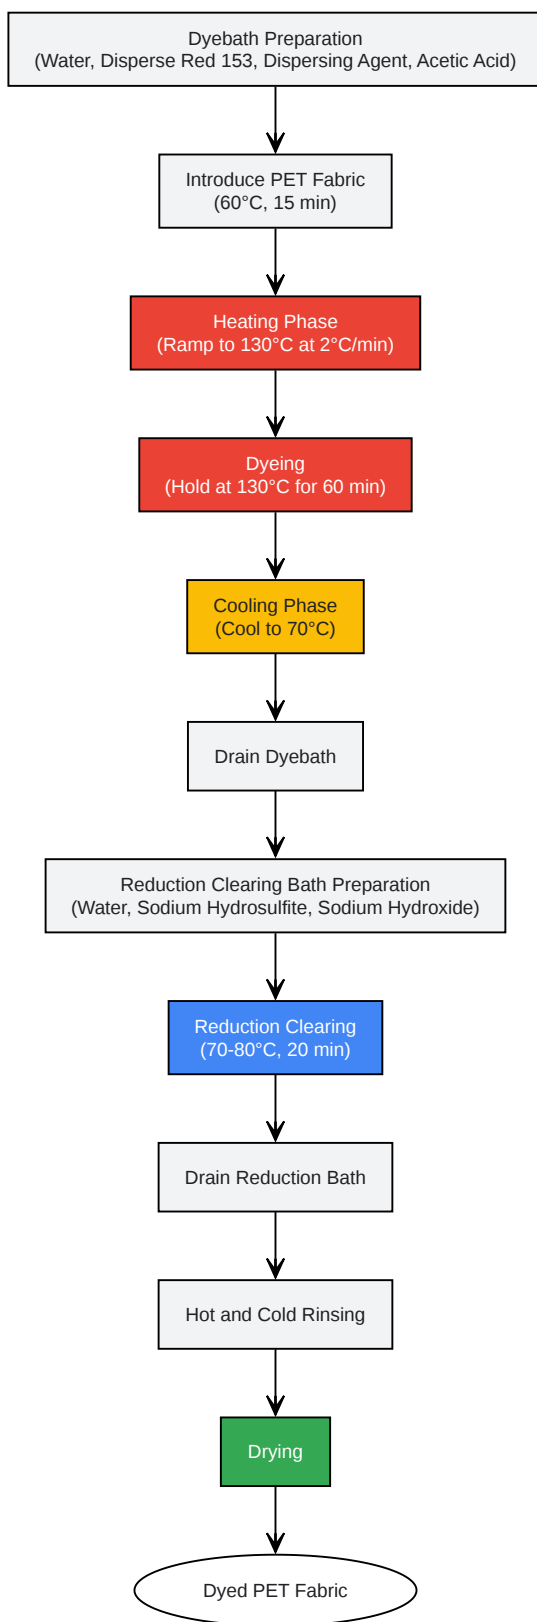 Dyebath Preparation
(Water, Disperse Red 153, Dispersing Agent, Acetic Acid)
Introduce PET Fabric
(60°C, 15 min)
Heating Phase
(Ramp to 130°C at 2°C/min)
Dyeing
(Hold at 130°C for 60 min)
Cooling Phase
(Cool to 70°C)
Drain Dyebath
Reduction Clearing Bath Preparation
(Water, Sodium Hydrosulfite, Sodium Hydroxide)
Reduction Clearing
(70-80°C, 20 min)
Drain Reduction Bath
Hot and Cold Rinsing
Drying
Dyed PET Fabric